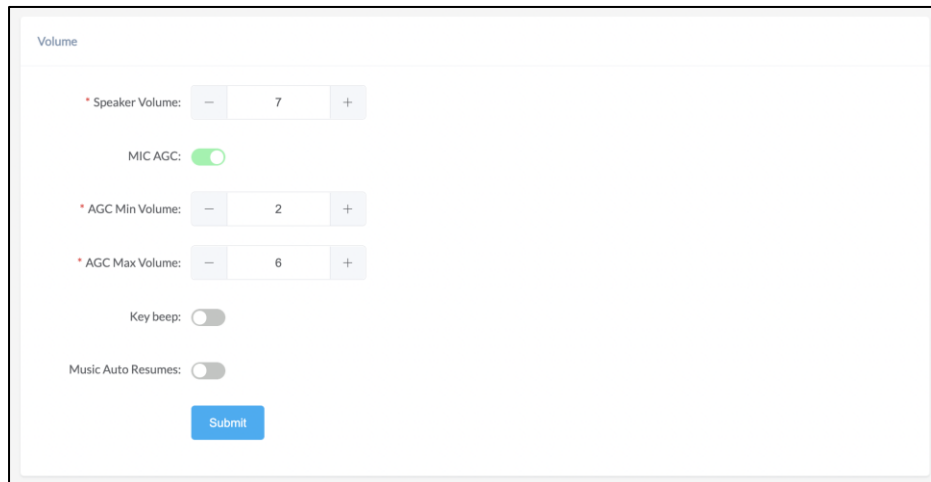 Volume
* Speaker Volume: − 7 +
MIC AGC:
* AGC Min Volume: − 2 +
* AGC Max Volume: − 6 +
Key beep:
Music Auto Resumes:
Submit